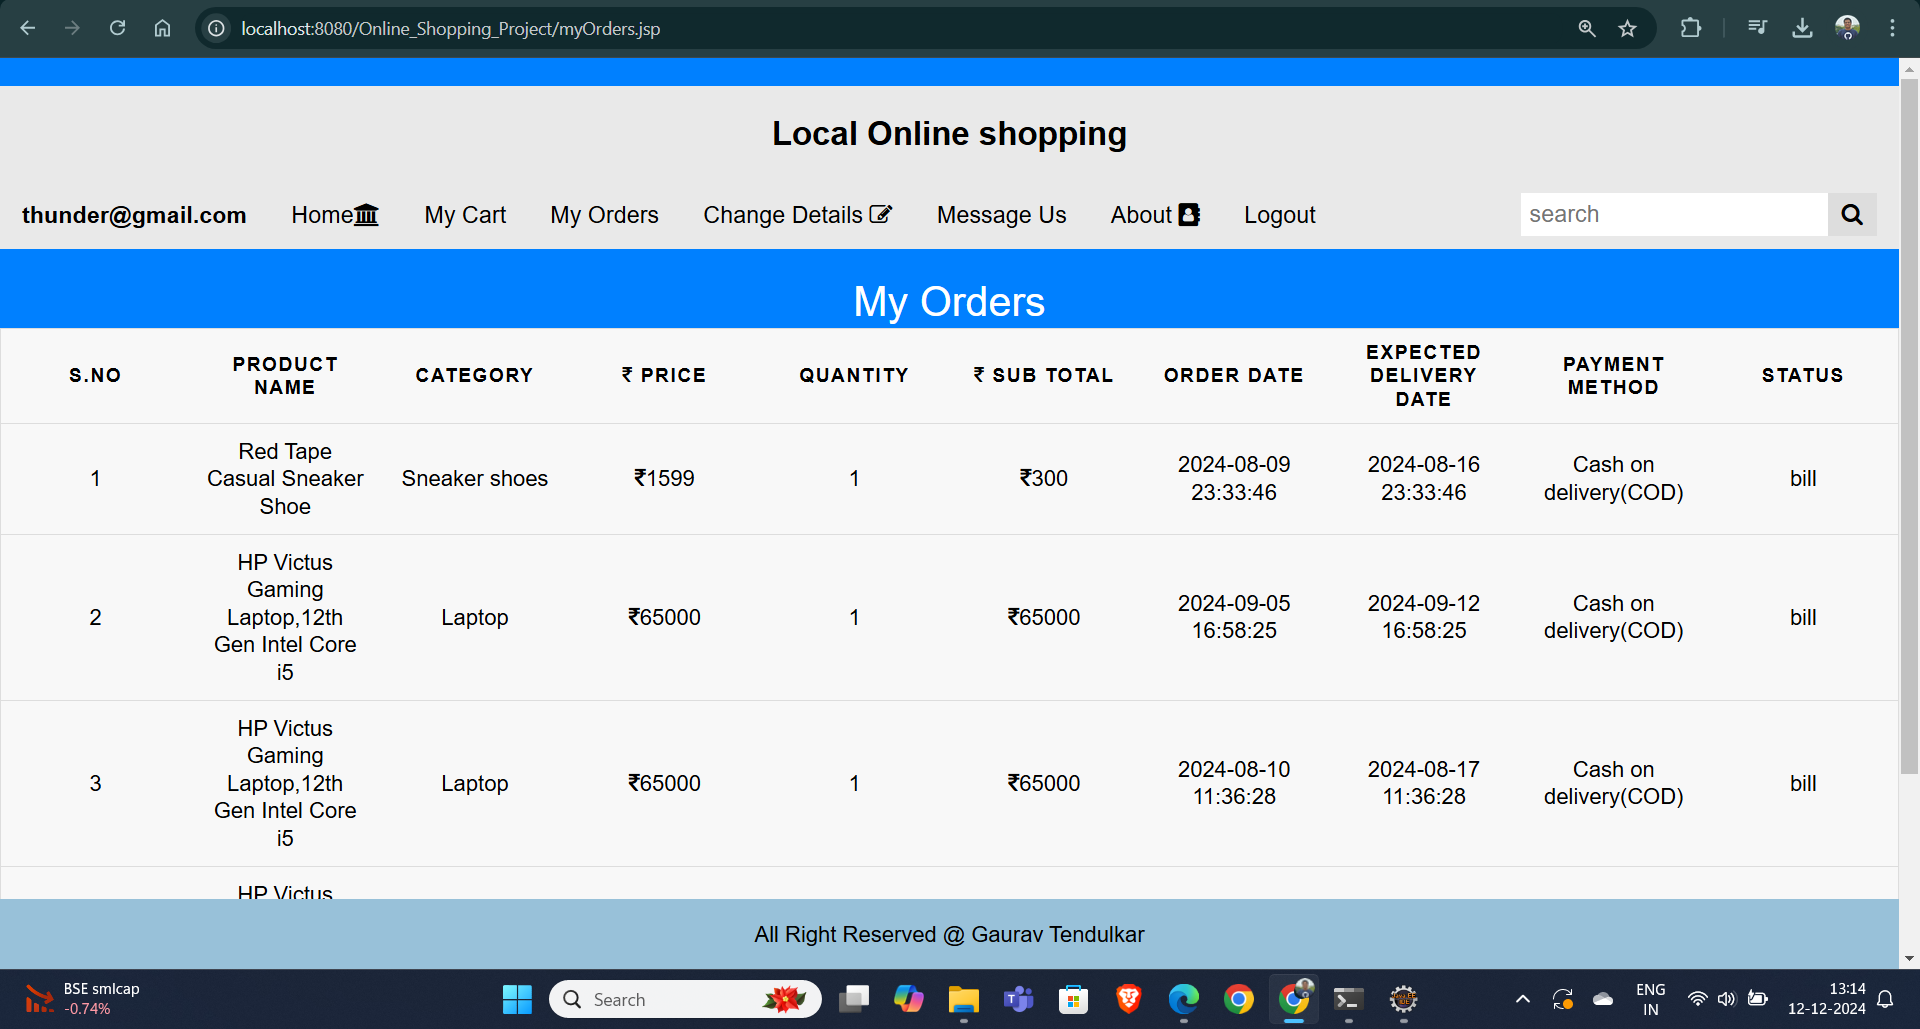 localhost:8080/Online_Shopping_Project/myOrders.jsp
Local Online shopping
thunder@gmail.com Home My Cart My Orders Change Details Message Us About Logout search
My Orders
S.NO PRODUCT NAME CATEGORY ₹ PRICE QUANTITY ₹ SUB TOTAL ORDER DATE EXPECTED DELIVERY DATE PAYMENT METHOD STATUS
1 Red Tape Casual Sneaker Shoe Sneaker shoes ₹1599 1 ₹300 2024-08-09 23:33:46 2024-08-16 23:33:46 Cash on delivery(COD) bill
2 HP Victus Gaming Laptop,12th Gen Intel Core i5 Laptop ₹65000 1 ₹65000 2024-09-05 16:58:25 2024-09-12 16:58:25 Cash on delivery(COD) bill
3 HP Victus Gaming Laptop,12th Gen Intel Core i5 Laptop ₹65000 1 ₹65000 2024-08-10 11:36:28 2024-08-17 11:36:28 Cash on delivery(COD) bill
HP Victus
All Right Reserved @ Gaurav Tendulkar
BSE smlcap
-0.74%
Search
ENG
IN
13:14
12-12-2024